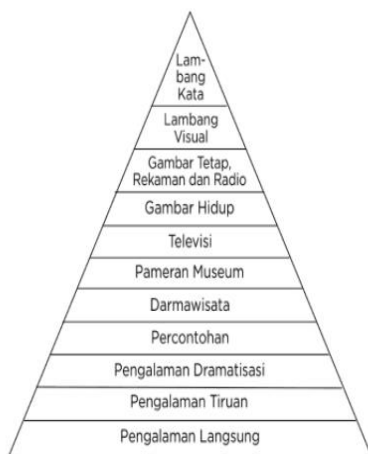 Lam-
bang
Kata
Lambang
Visual
Gambar Tetap,
Rekaman dan Radio
Gambar Hidup
Televisi
Pameran Museum
Darmawisata
Percontohan
Pengalaman Dramatisasi
Pengalaman Tiruan
Pengalaman Langsung